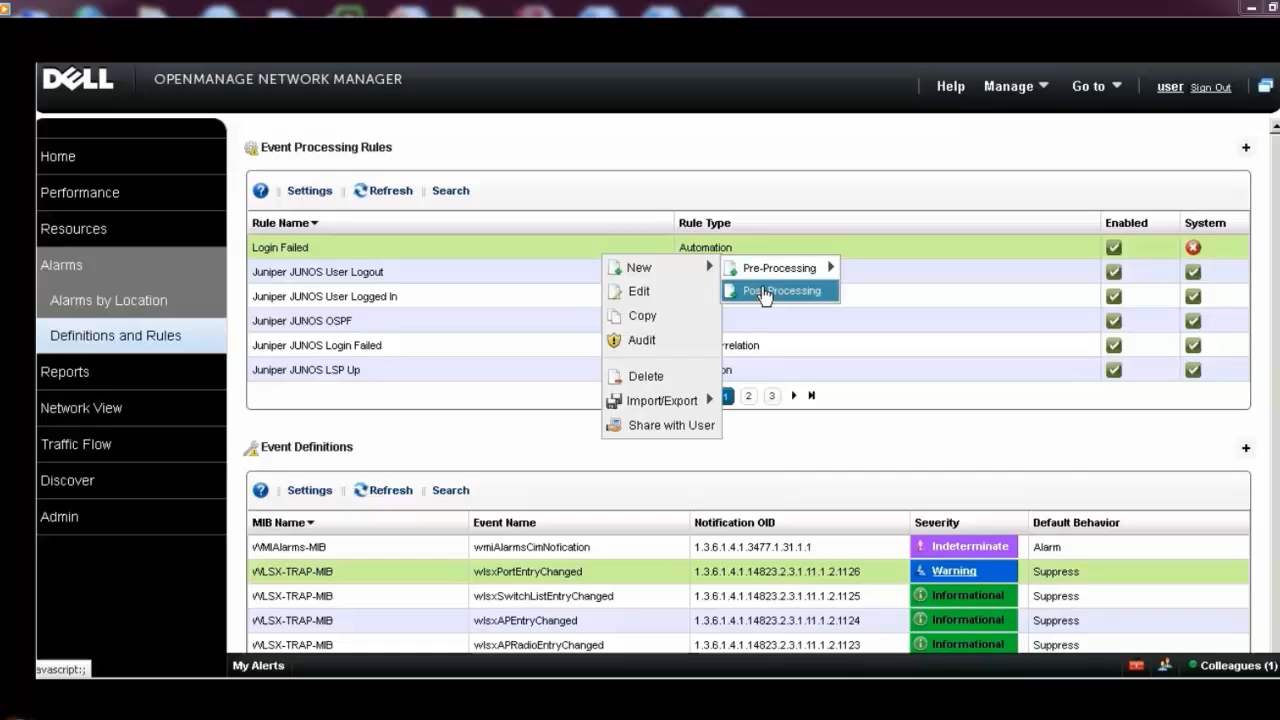 DELL OPENMANAGE NETWORK MANAGER Help Manage Go to user Sign Out
Home
Performance
Resources
Alarms
Alarms by Location
Definitions and Rules
Reports
Network View
Traffic Flow
Discover
Admin
Event Processing Rules +
? Settings Refresh Search
Rule Name Rule Type Enabled System
Login Failed Automation
Juniper JUNOS User Logout
Juniper JUNOS User Logged In
Juniper JUNOS OSPF
Juniper JUNOS Login Failed rrelation
Juniper JUNOS LSP Up on
1 2 3
New
Edit
Copy
Audit
Delete
Import/Export
Share with User
Pre-Processing
Post-Processing
Event Definitions +
? Settings Refresh Search
MIB Name Event Name Notification OID Severity Default Behavior
WMIAlarms-MIB wmiAlarmsCimNofication 1.3.6.1.4.1.3477.1.31.1.1 Indeterminate Alarm
WLSX-TRAP-MIB wlsxPortEntryChanged 1.3.6.1.4.1.14823.2.3.1.11.1.2.1126 Warning Suppress
WLSX-TRAP-MIB wlsxSwitchListEntryChanged 1.3.6.1.4.1.14823.2.3.1.11.1.2.1125 Informational Suppress
WLSX-TRAP-MIB wlsxAPEntryChanged 1.3.6.1.4.1.14823.2.3.1.11.1.2.1124 Informational Suppress
WLSX-TRAP-MIB wlsxAPRadioEntryChanged 1.3.6.1.4.1.14823.2.3.1.11.1.2.1123 Informational Suppress
avascript:;
My Alerts Colleagues (1)